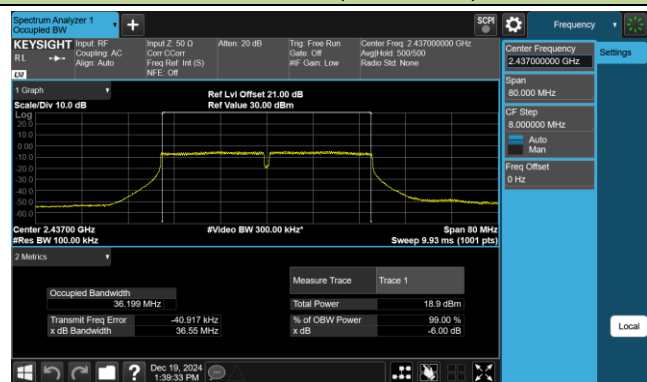 Spectrum Analyzer 1
Occupied BW
SCPI
Frequency
KEYSIGHT
R L
LXI
Input: RF
Coupling: AC
Align: Auto
Input Z: 50 Ω
Corr CCorr
Freq Ref: Int (S)
NFE: Off
Atten: 20 dB
Trig: Free Run
Gate: Off
#IF Gain: Low
Center Freq: 2.437000000 GHz
Avg|Hold: 500/500
Radio Std: None
Center Frequency
2.437000000 GHz
Settings
Span
80.000 MHz
CF Step
8.000000 MHz
Auto
Man
Freq Offset
0 Hz
1 Graph
Scale/Div 10.0 dB
Ref Lvl Offset 21.00 dB
Ref Value 30.00 dBm
Log
20.0
10.0
0.00
-10.0
-20.0
-30.0
-40.0
-50.0
-60.0
Center 2.43700 GHz
#Res BW 100.00 kHz
#Video BW 300.00 kHz*
Span 80 MHz
Sweep 9.93 ms (1001 pts)
2 Metrics
Measure Trace Trace 1
Occupied Bandwidth
36.199 MHz
Total Power 18.9 dBm
Transmit Freq Error -40.917 kHz
% of OBW Power 99.00 %
x dB Bandwidth 36.55 MHz
x dB -6.00 dB
Local
Dec 19, 2024
1:39:33 PM